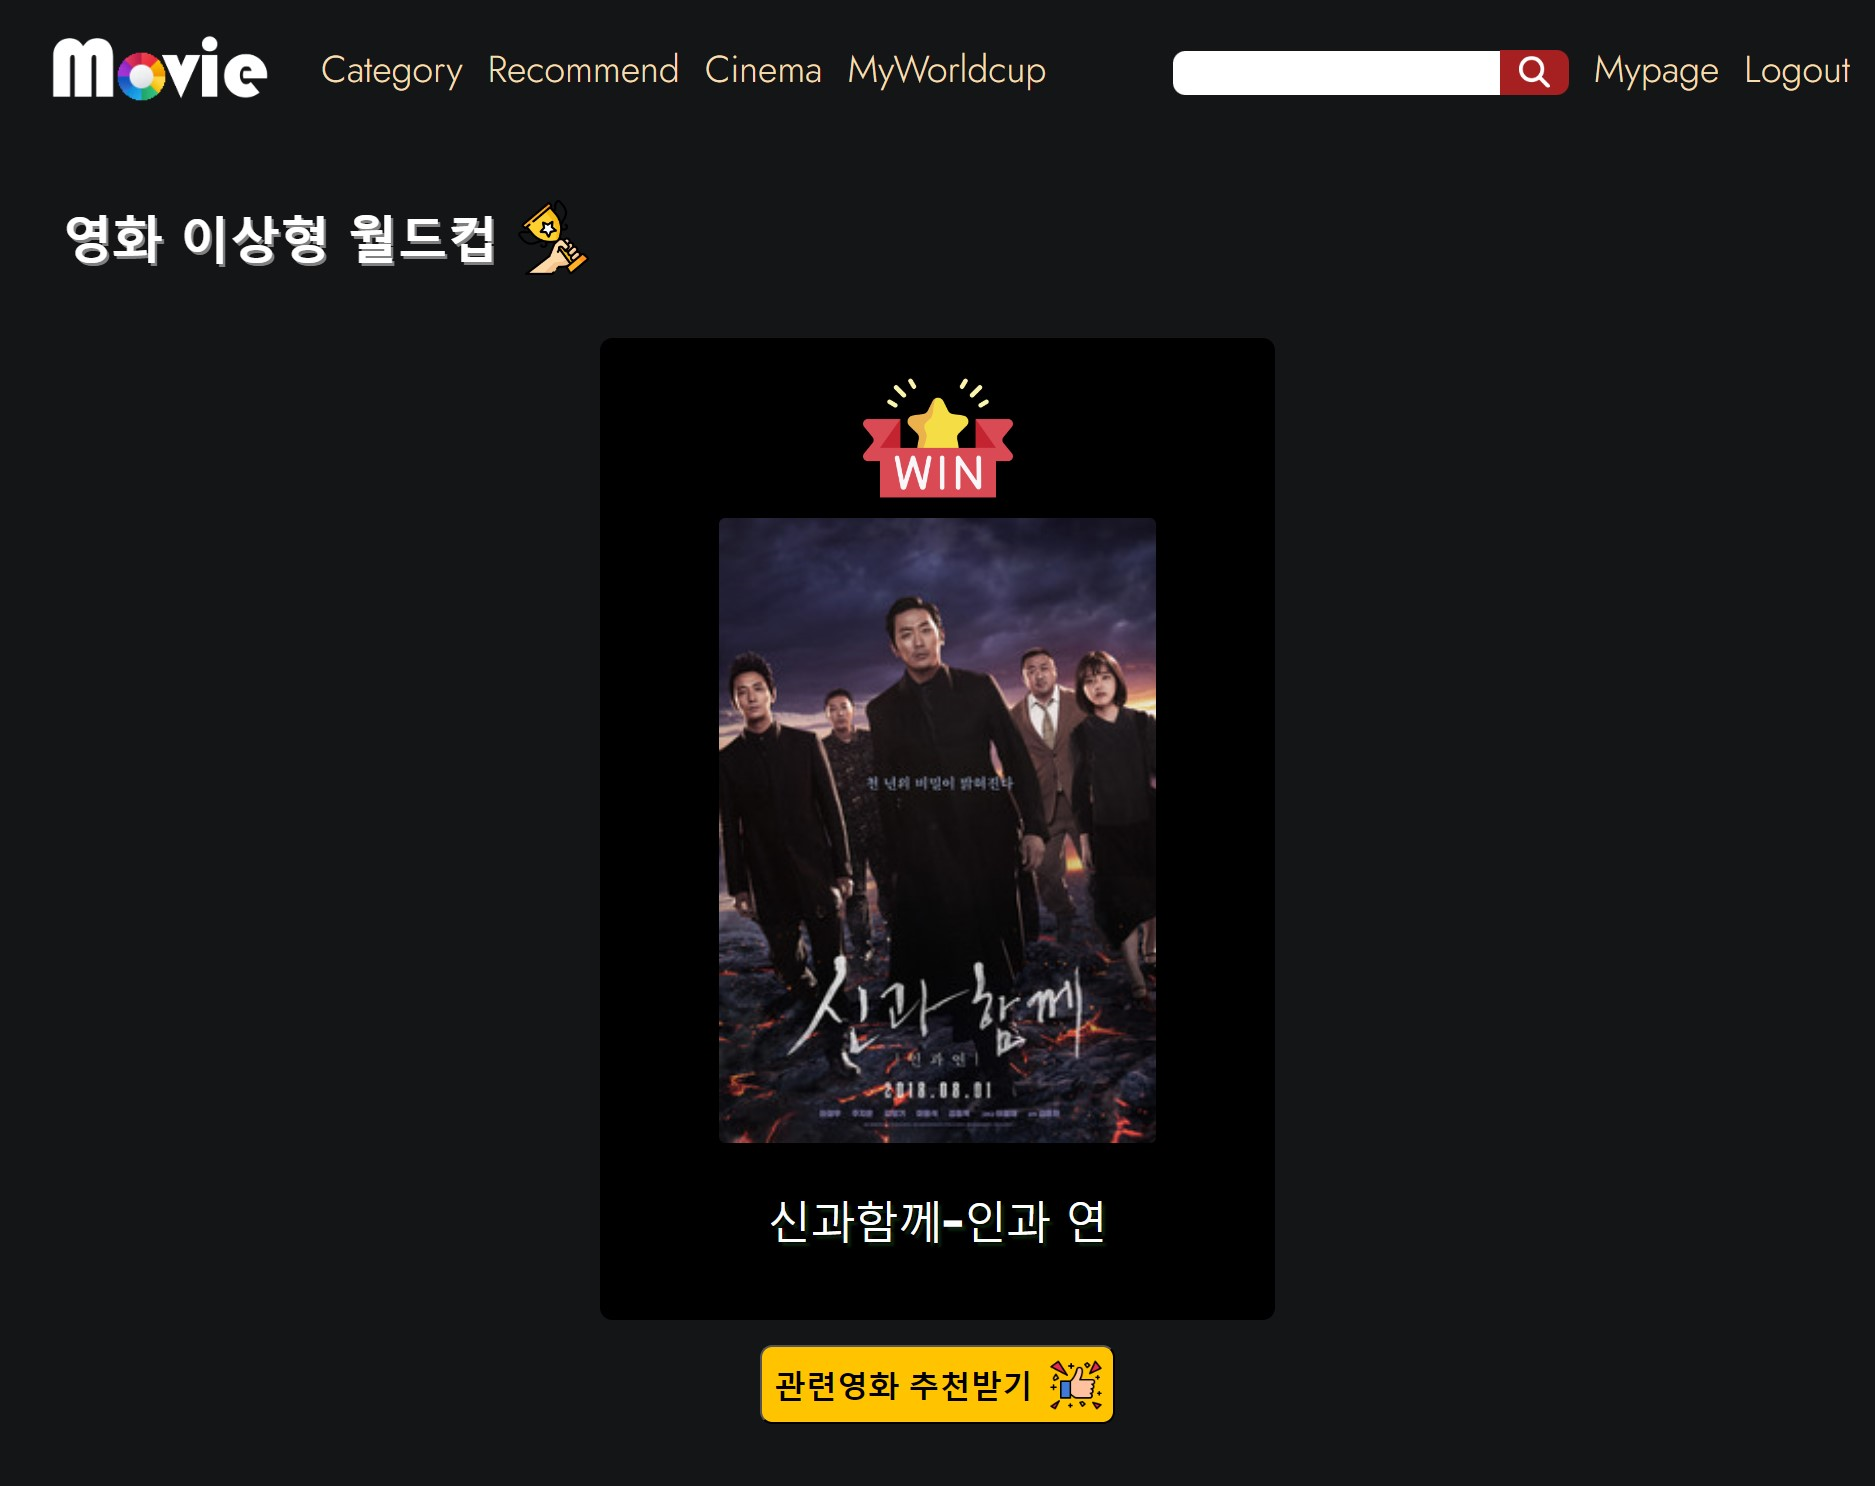 Movie
Category Recommend Cinema MyWorldcup
Mypage Logout
영화 이상형 월드컵
WIN
천 년의 비밀이 밝혀진다
신과함께
인과 연
2018.08.01
신과함께-인과 연
관련영화 추천받기